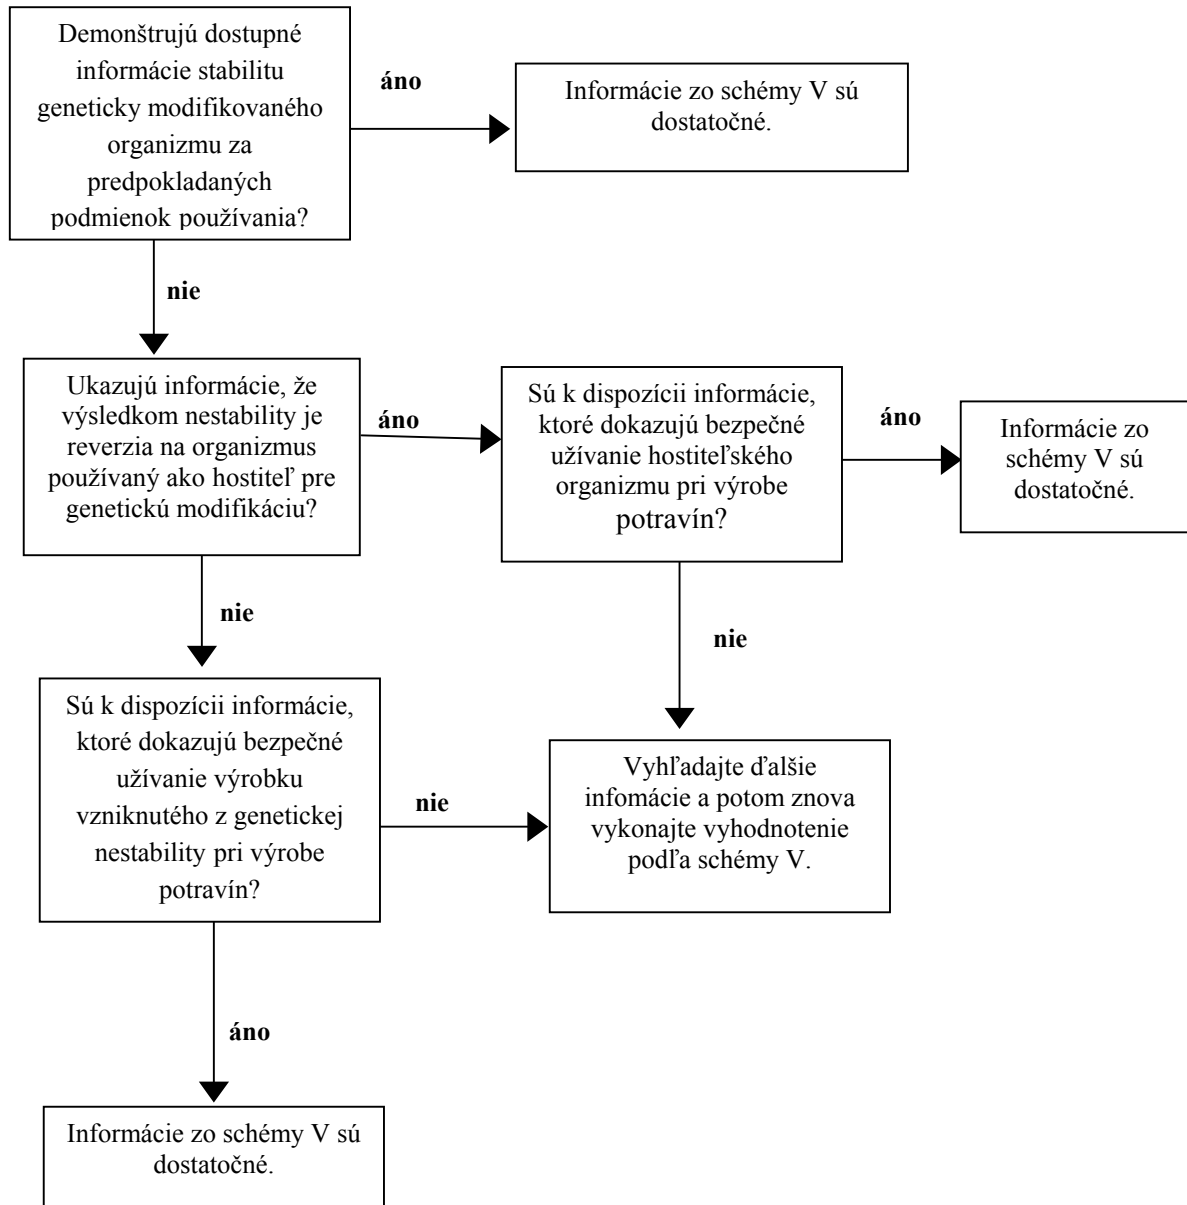 Demonštrujú dostupné
informácie stabilitu
geneticky modifikovaného
organizmu za
predpokladaných
podmienok používania?
áno
Informácie zo schémy V sú
dostatočné.
nie
Ukazujú informácie, že
výsledkom nestability je
reverzia na organizmus
používaný ako hostiteľ pre
genetickú modifikáciu?
áno
Sú k dispozícii informácie,
ktoré dokazujú bezpečné
užívanie hostiteľského
organizmu pri výrobe
potravín?
áno
Informácie zo
schémy V sú
dostatočné.
nie
nie
Sú k dispozícii informácie,
ktoré dokazujú bezpečné
užívanie výrobku
vzniknutého z genetickej
nestability pri výrobe
potravín?
nie
Vyhľadajte ďalšie
infomácie a potom znova
vykonajte vyhodnotenie
podľa schémy V.
áno
Informácie zo schémy V sú
dostatočné.